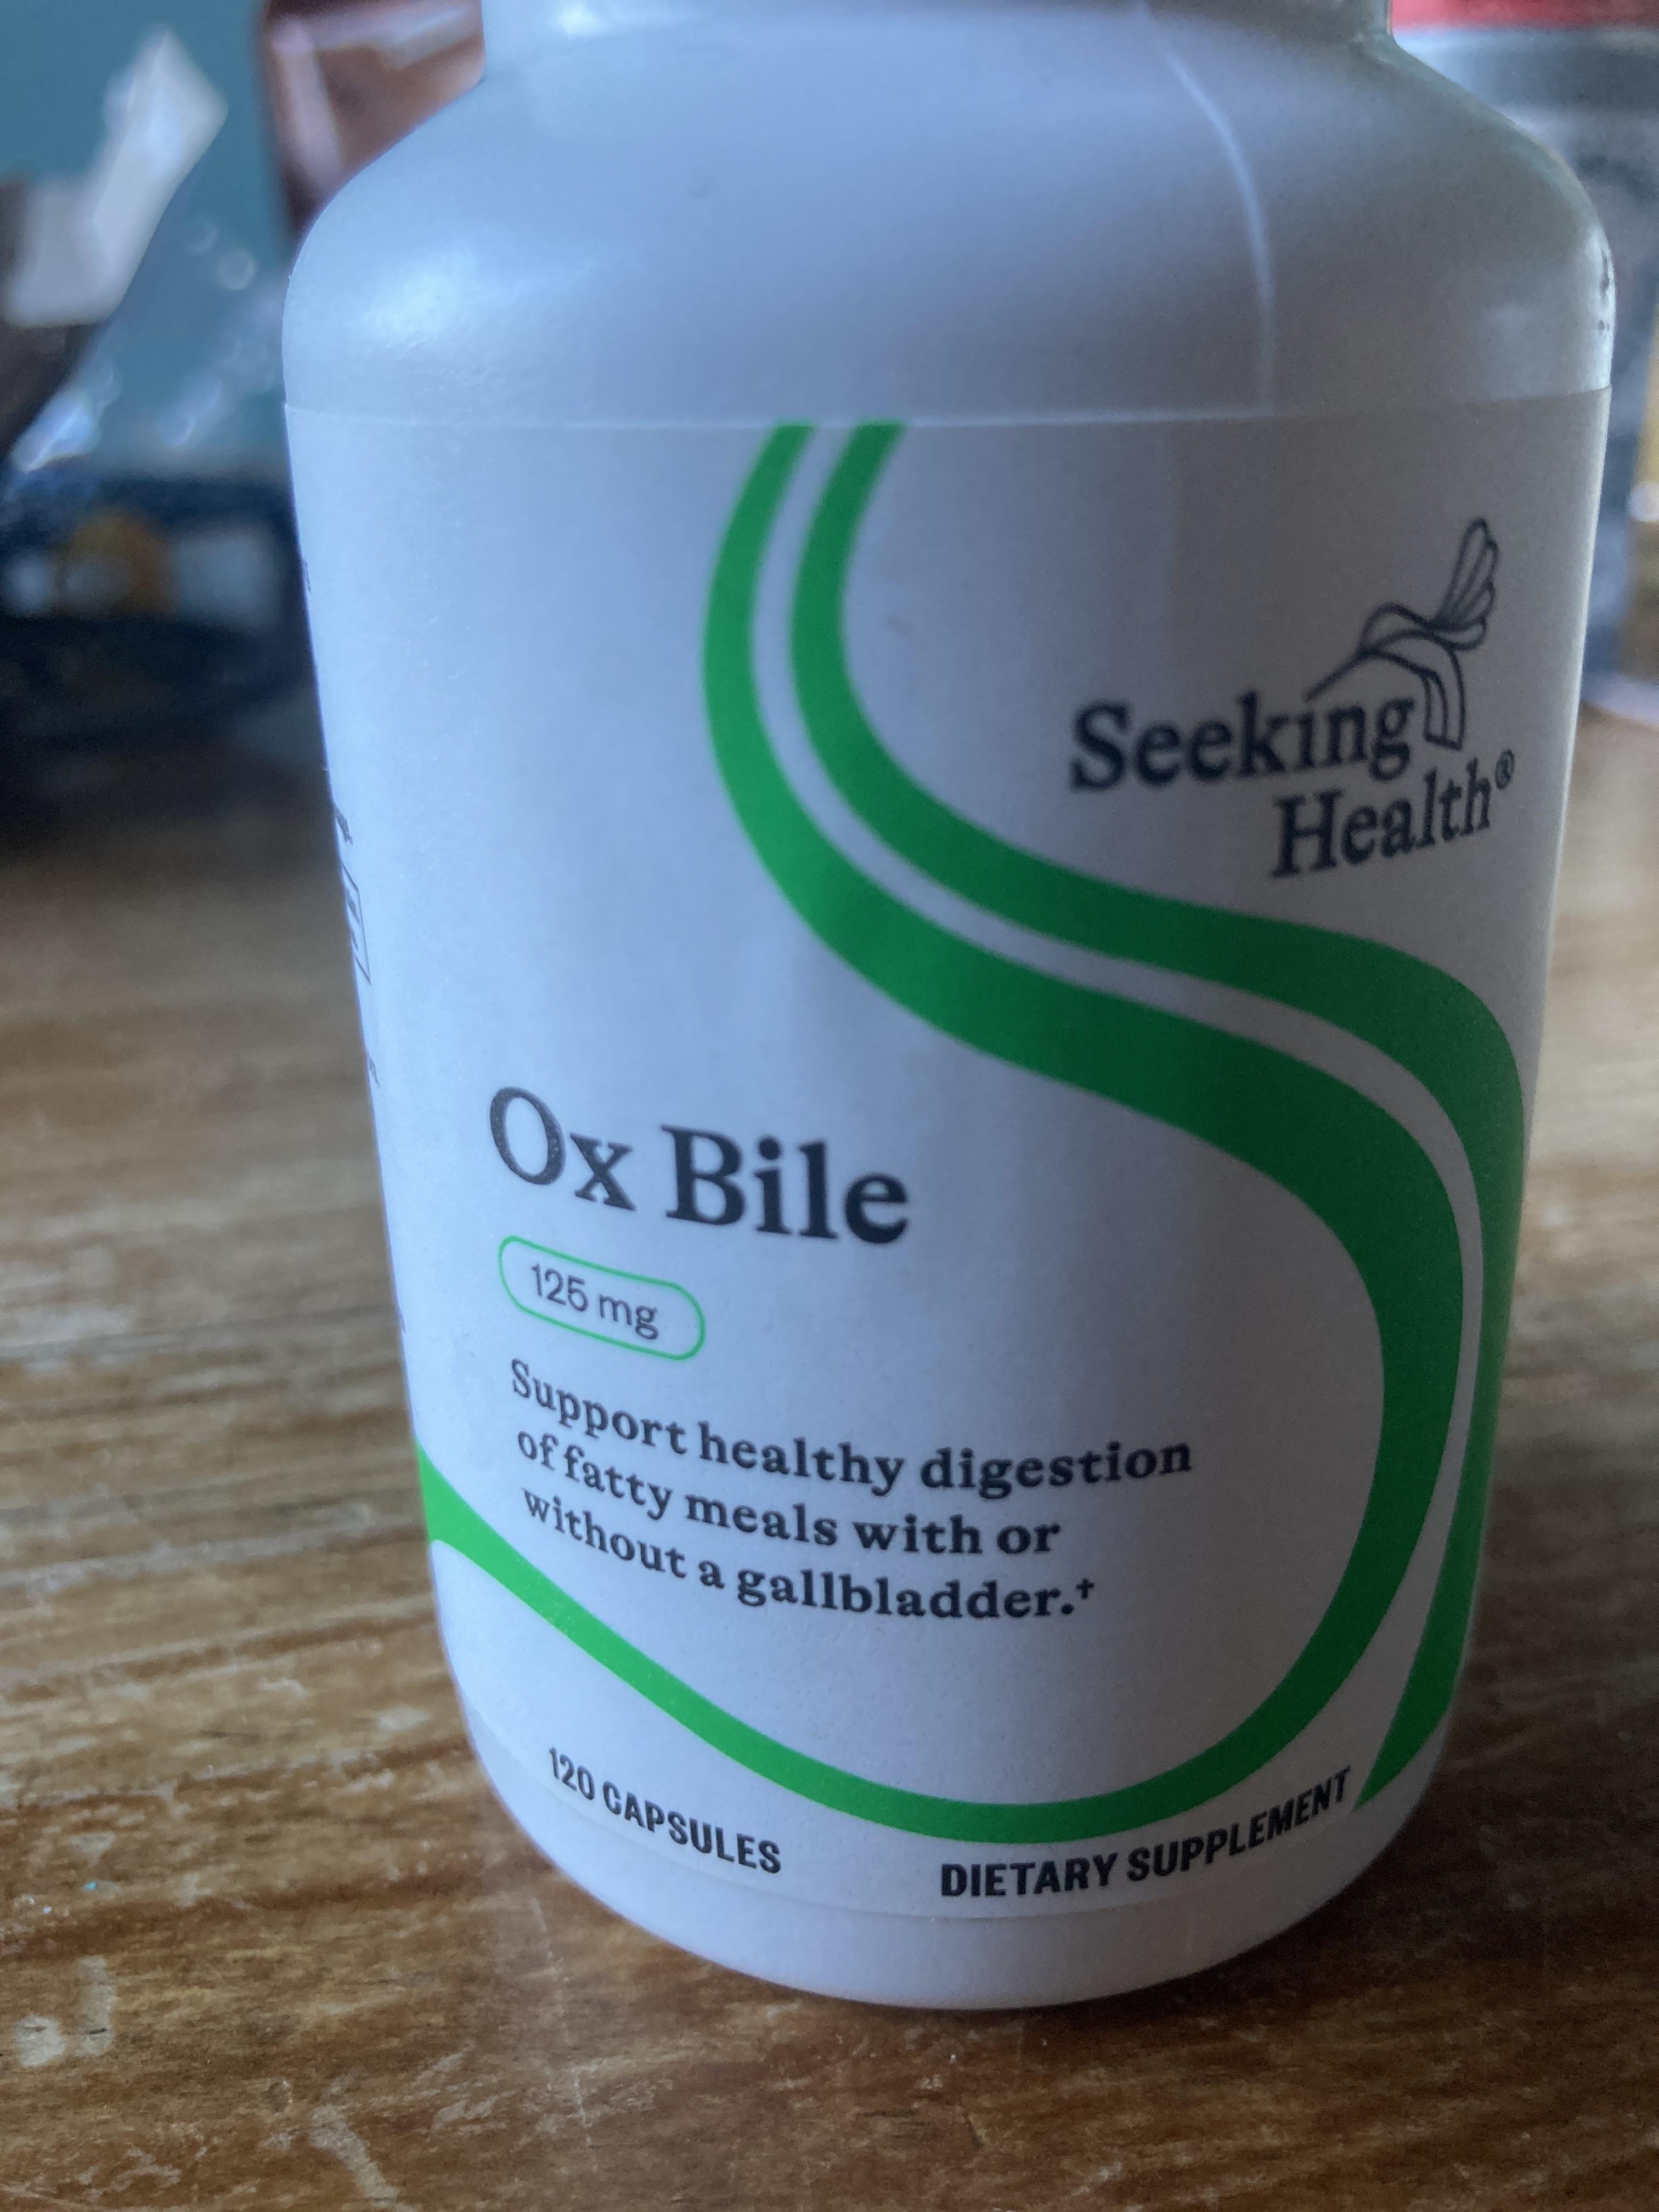 Seeking
Health®
Ox Bile
125 mg
Support healthy digestion
of fatty meals with or
without a gallbladder.†
120 CAPSULES
DIETARY SUPPLEMENT